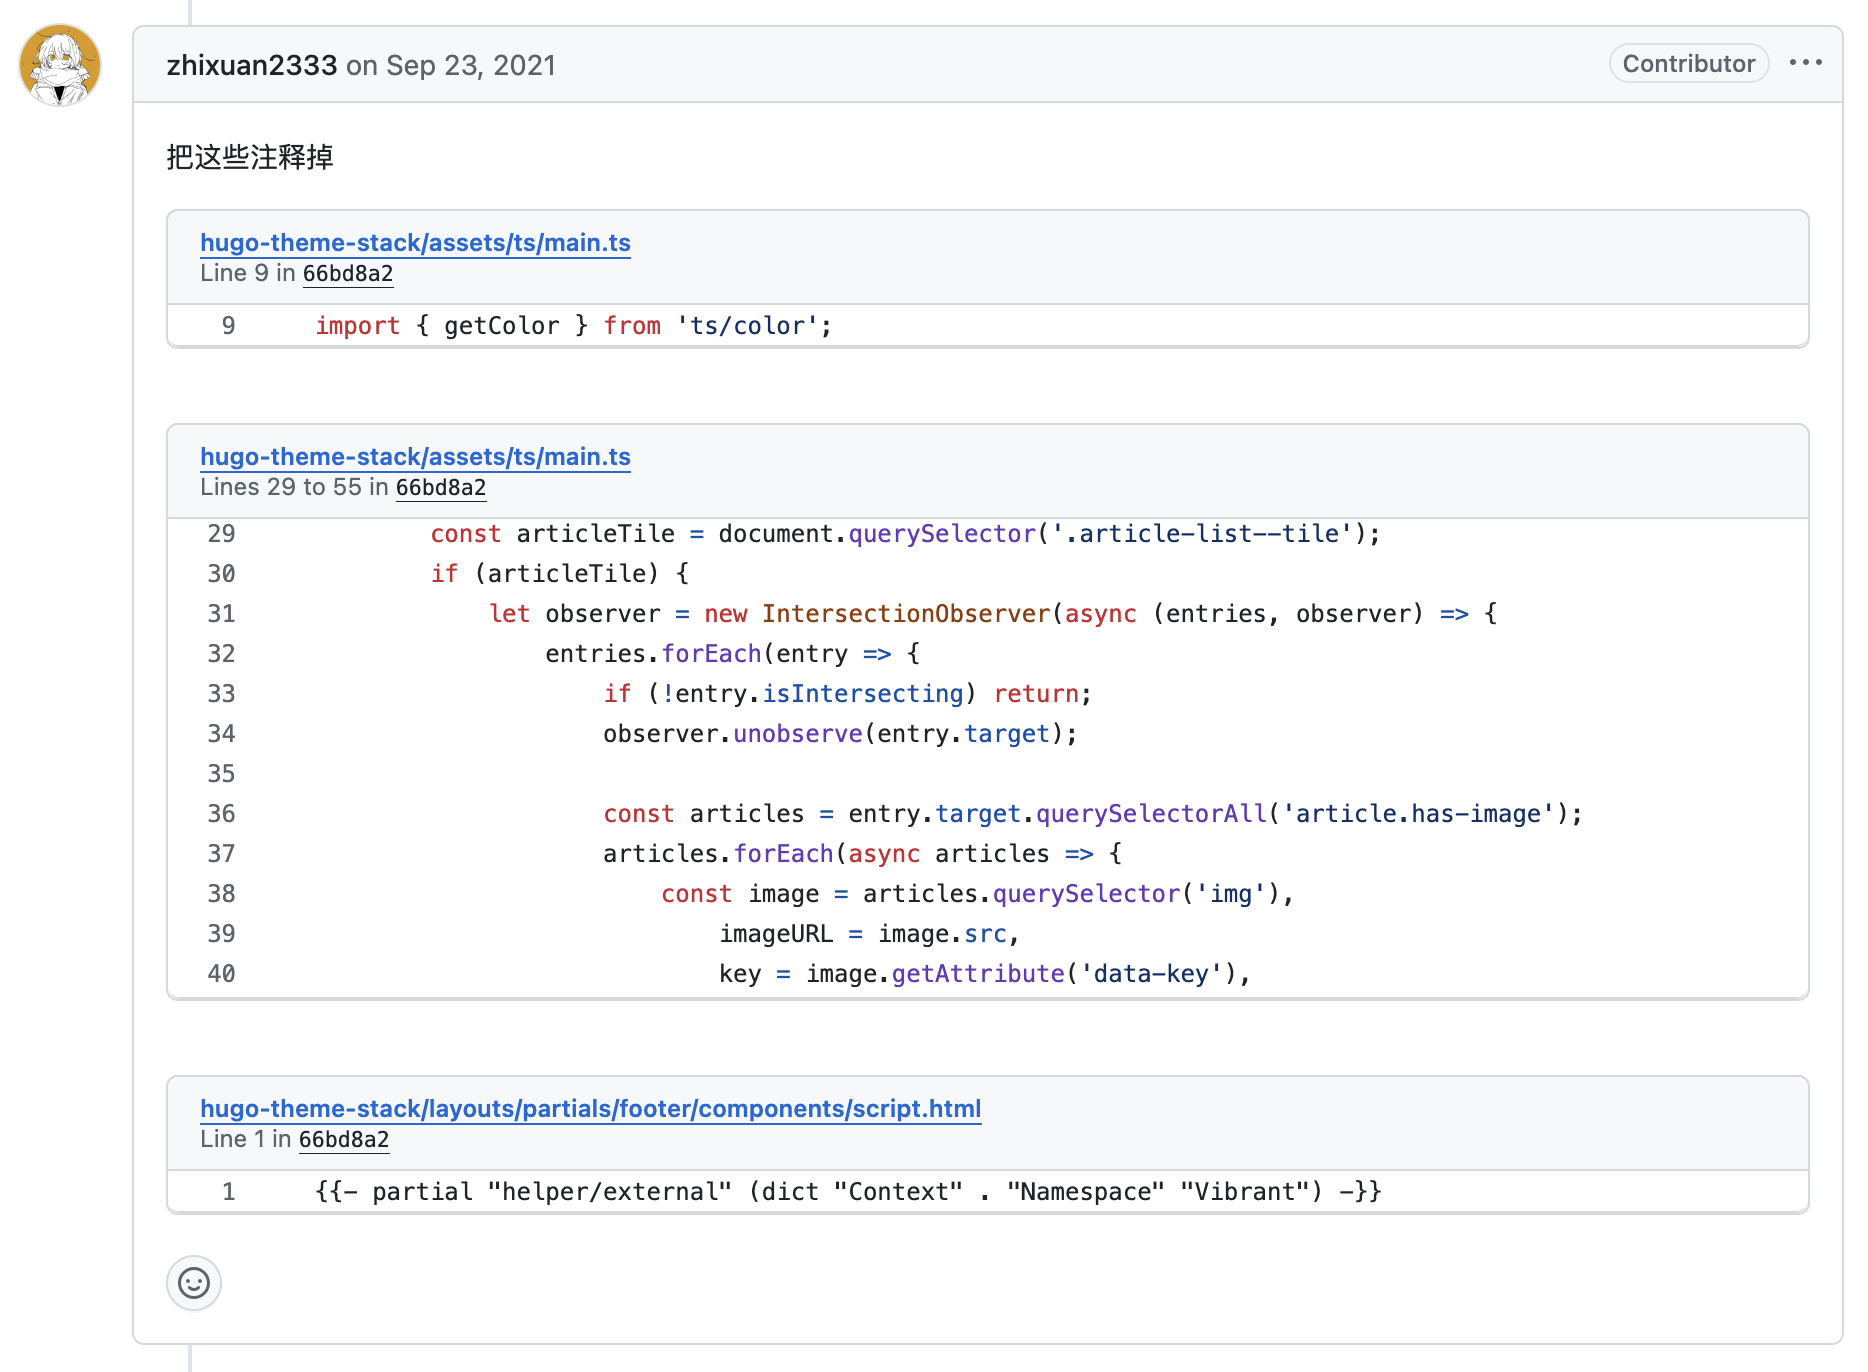 zhixuan2333 on Sep 23, 2021
Contributor
把这些注释掉
hugo-theme-stack/assets/ts/main.ts
Line 9 in 66bd8a2
9 import { getColor } from 'ts/color';
hugo-theme-stack/assets/ts/main.ts
Lines 29 to 55 in 66bd8a2
29 const articleTile = document.querySelector('.article-list--tile');
30 if (articleTile) {
31 let observer = new IntersectionObserver(async (entries, observer) => {
32 entries.forEach(entry => {
33 if (!entry.isIntersecting) return;
34 observer.unobserve(entry.target);
35
36 const articles = entry.target.querySelectorAll('article.has-image');
37 articles.forEach(async articles => {
38 const image = articles.querySelector('img'),
39 imageURL = image.src,
40 key = image.getAttribute('data-key'),
hugo-theme-stack/layouts/partials/footer/components/script.html
Line 1 in 66bd8a2
1 {{- partial "helper/external" (dict "Context" . "Namespace" "Vibrant") -}}